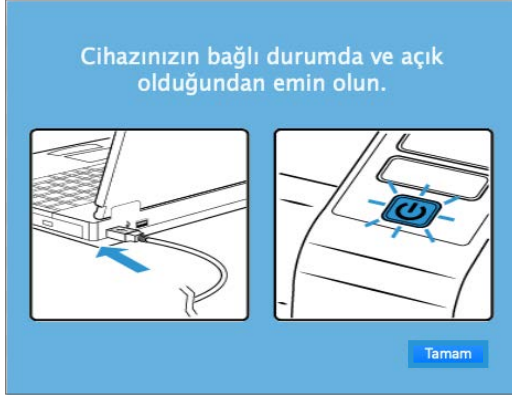 Cihazınızın bağlı durumda ve açık
olduğundan emin olun.
Tamam